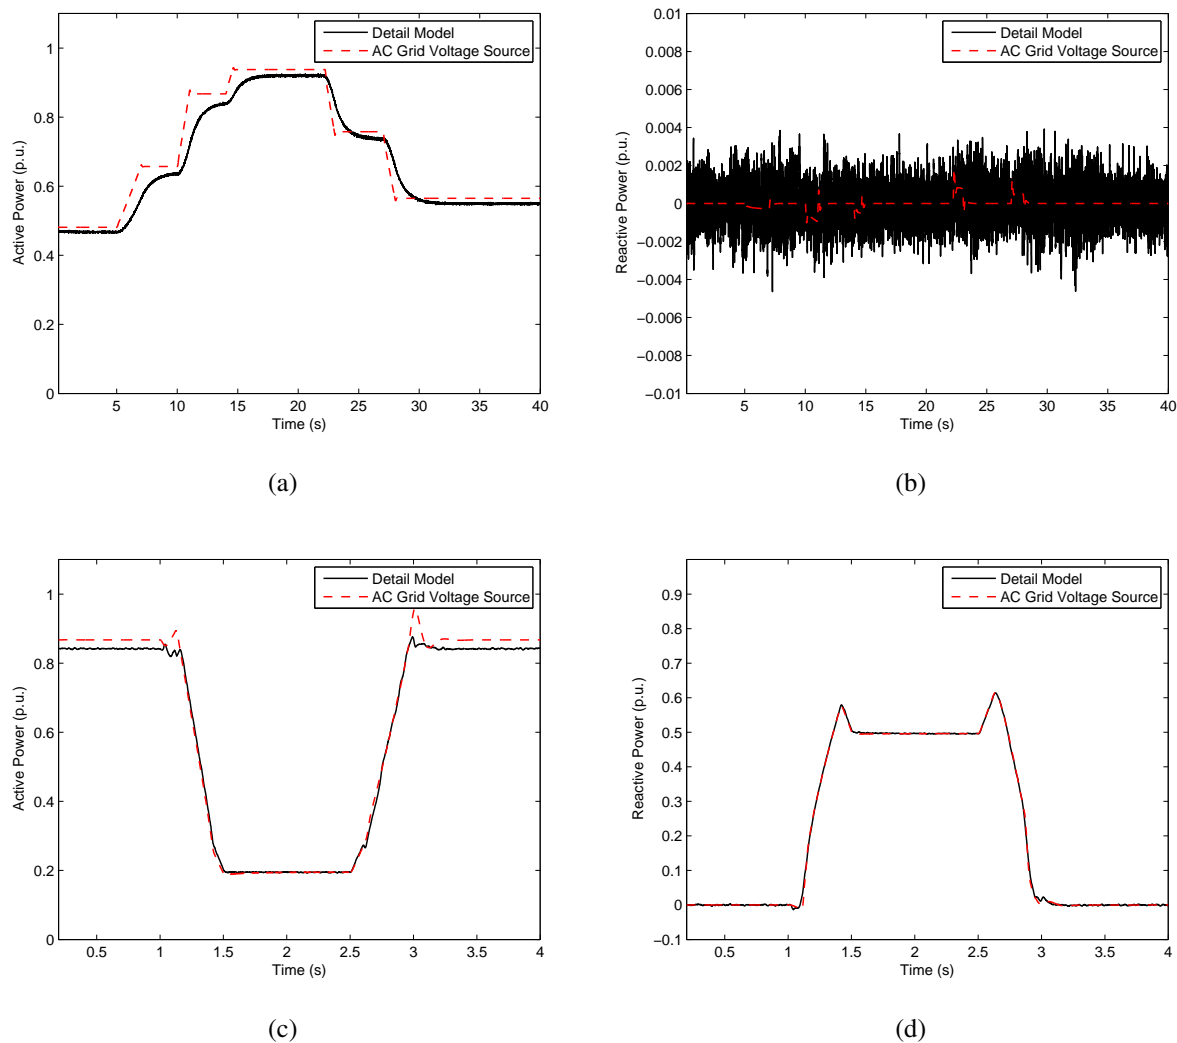 Detail Model
AC Grid Voltage Source
1
0.8
0.6
0.4
0.2
0
Active Power (p.u.)
5 10 15 20 25 30 35 40
Time (s)
(a)
Detail Model
AC Grid Voltage Source
0.01
0.008
0.006
0.004
0.002
0
−0.002
−0.004
−0.006
−0.008
−0.01
Reactive Power (p.u.)
5 10 15 20 25 30 35 40
Time (s)
(b)
Detail Model
AC Grid Voltage Source
1
0.8
0.6
0.4
0.2
0
Active Power (p.u.)
0.5 1 1.5 2 2.5 3 3.5 4
Time (s)
(c)
Detail Model
AC Grid Voltage Source
0.9
0.8
0.7
0.6
0.5
0.4
0.3
0.2
0.1
0
−0.1
Reactive Power (p.u.)
0.5 1 1.5 2 2.5 3 3.5 4
Time (s)
(d)